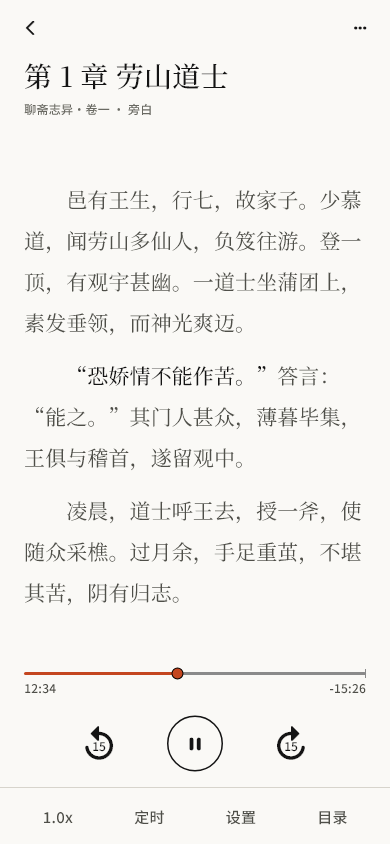 第 1 章 劳山道士
聊斋志异・卷一 ・ 旁白
邑有王生，行七，故家子。少慕
道，闻劳山多仙人，负笈往游。登一
顶，有观宇甚幽。一道士坐蒲团上，
素发垂领，而神光爽迈。
“恐娇情不能作苦。”答言：
“能之。”其门人甚众，薄暮毕集，
王俱与稽首，遂留观中。
凌晨，道士呼王去，授一斧，使
随众采樵。过月余，手足重茧，不堪
其苦，阴有归志。
12:34
-15:26
15
15
1.0x
定时
设置
目录